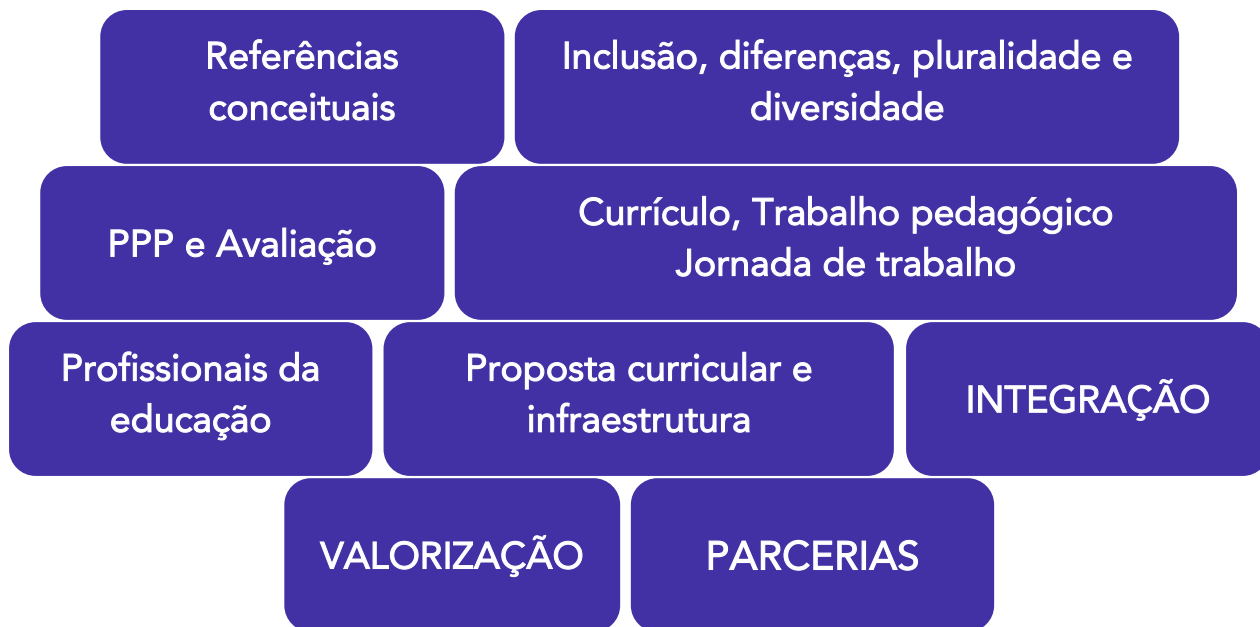 Referências
conceituais
Inclusão, diferenças, pluralidade e
diversidade
PPP e Avaliação
Currículo, Trabalho pedagógico
Jornada de trabalho
Profissionais da
educação
Proposta curricular e
infraestrutura
INTEGRAÇÃO
VALORIZAÇÃO
PARCERIAS